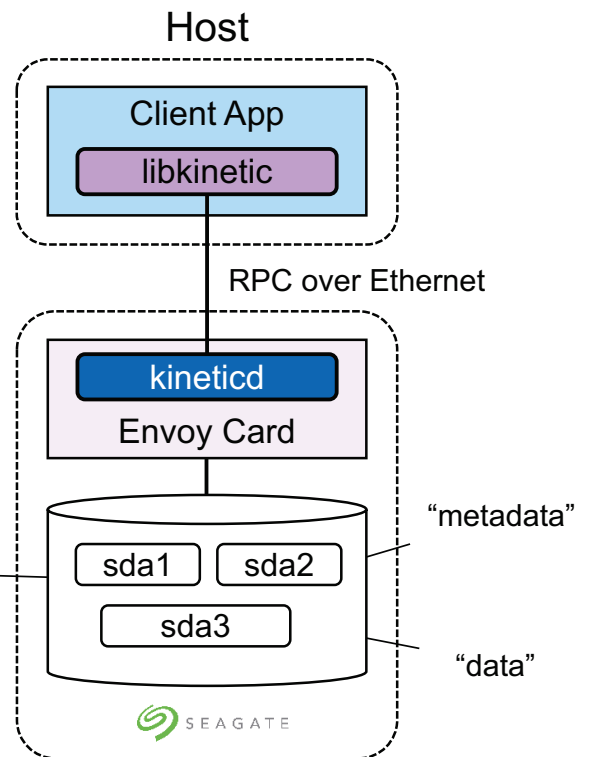 Host
Client App
libkinetic
RPC over Ethernet
kineticd
Envoy Card
“metadata”
sda1 sda2
sda3
“data”
SEAGATE